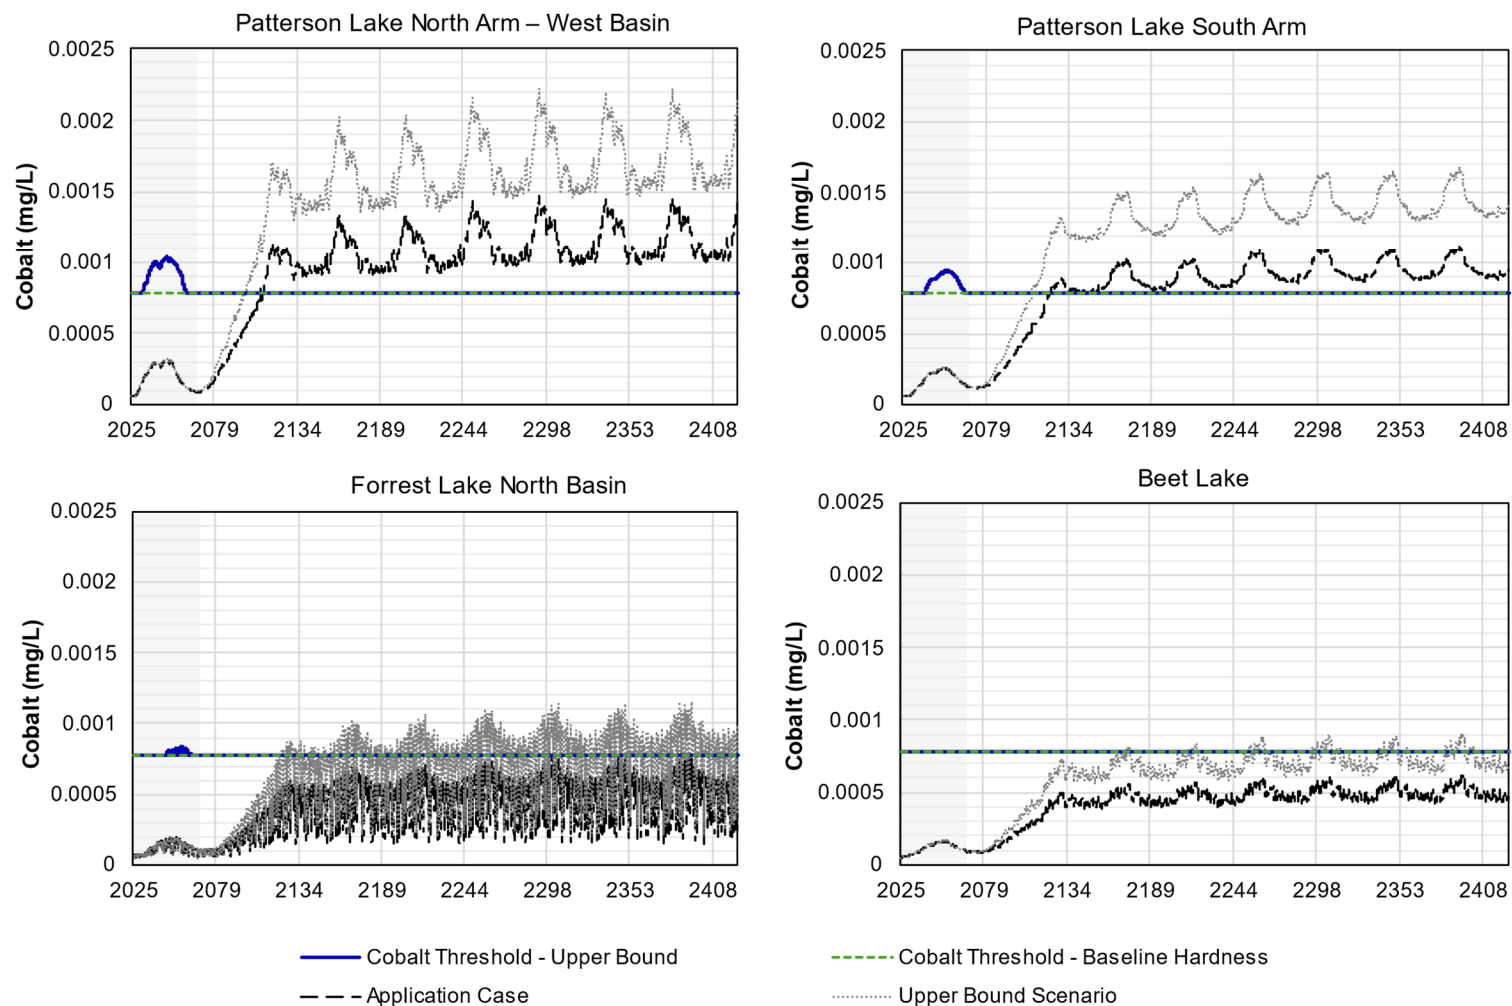 Patterson Lake North Arm – West Basin
Cobalt (mg/L)
0.0025
0.002
0.0015
0.001
0.0005
0
2025 2079 2134 2189 2244 2298 2353 2408
Patterson Lake South Arm
Cobalt (mg/L)
0.0025
0.002
0.0015
0.001
0.0005
0
2025 2079 2134 2189 2244 2298 2353 2408
Forrest Lake North Basin
Cobalt (mg/L)
0.0025
0.002
0.0015
0.001
0.0005
0
2025 2079 2134 2189 2244 2298 2353 2408
Beet Lake
Cobalt (mg/L)
0.0025
0.002
0.0015
0.001
0.0005
0
2025 2079 2134 2189 2244 2298 2353 2408
Cobalt Threshold - Upper Bound
Cobalt Threshold - Baseline Hardness
Application Case
Upper Bound Scenario